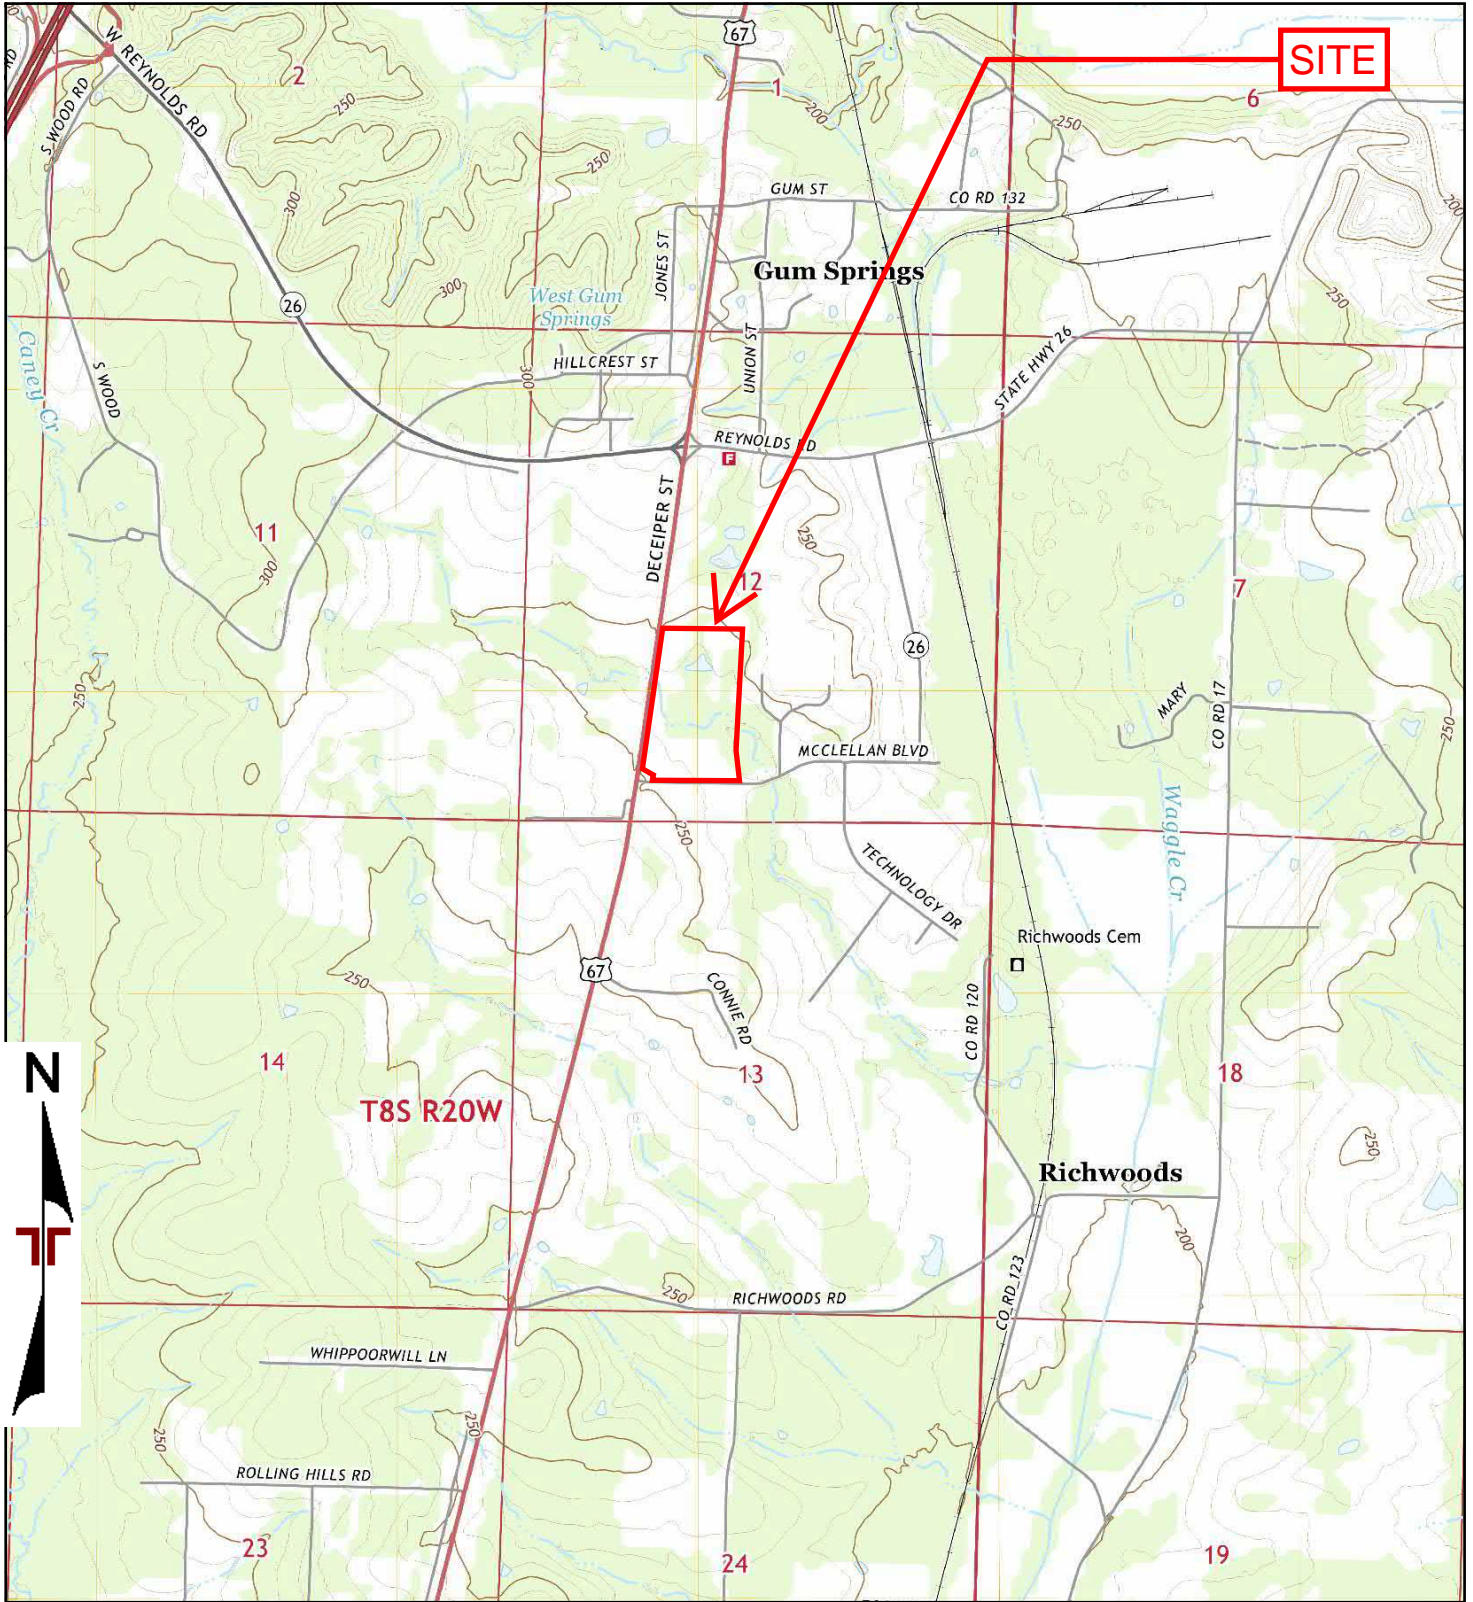 67
SITE
W REYNOLDS RD
2
1
6
RD
S WOOD RD
250
200
250
250
300
200
GUM ST
CO RD 132
JONES ST
Gum Springs
300
West Gum
Springs
250
26
Caney Cr
HILLCREST ST
UNION ST
STATE HWY 26
S WOOD
300
REYNOLDS RD
F
DECEIPER ST
11
250
300
12
7
26
250
MARY
CO RD 17
250
MCCLELLAN BLVD
250
Waggle Cr
TECHNOLOGY DR
Richwoods Cem
67
250
CONNIE RD
CO RD 120
N
14
13
18
T8S R20W
250
Richwoods
200
250
RICHWOODS RD
CO RD 123
WHIPPOORWILL LN
250
250
ROLLING HILLS RD
23
24
19